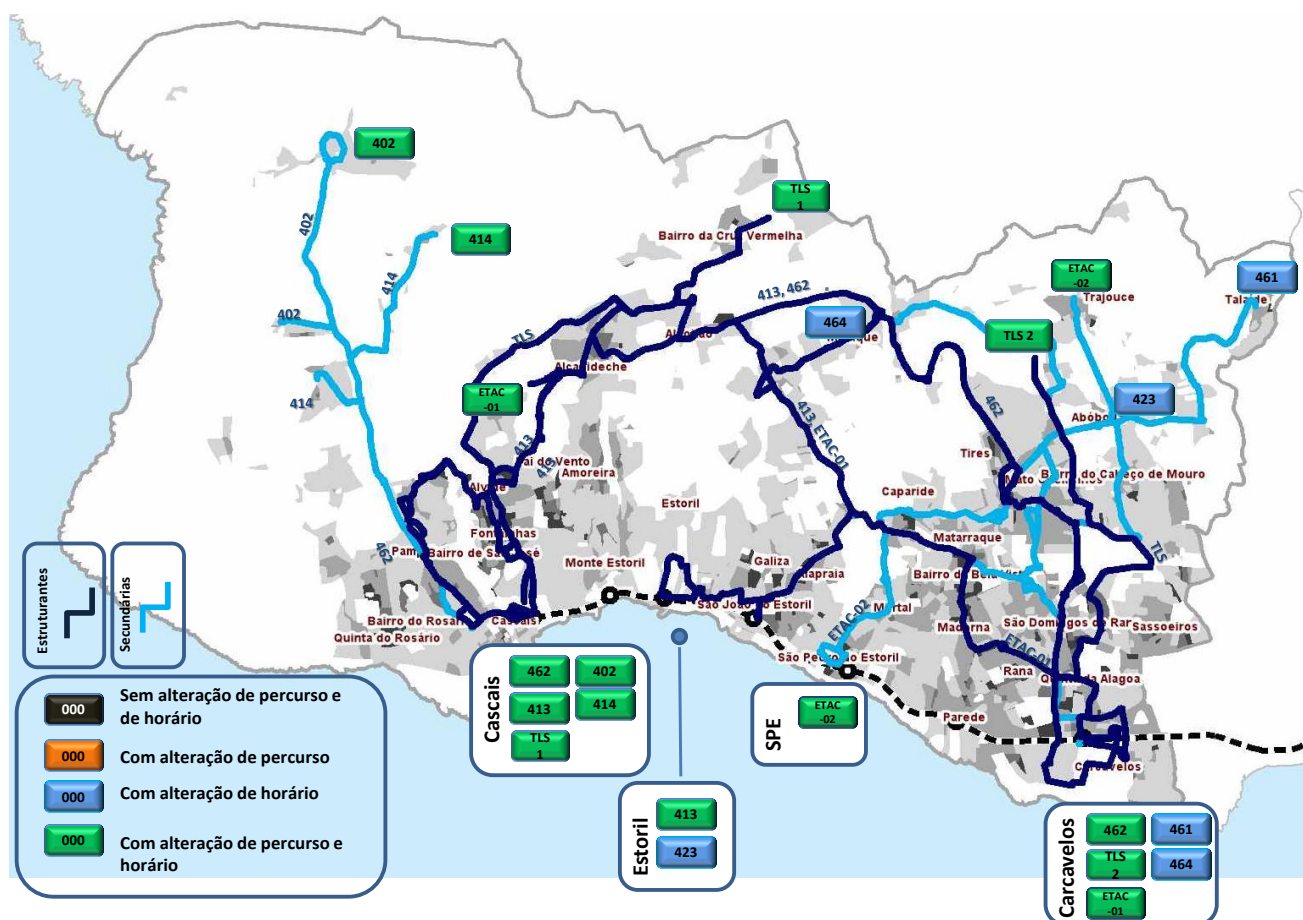 402
TLS
1
Bairro da Cruz Vermelha
402
414
414
ETAC
-02
Trajouce
461
413, 462
464
402
TLS
TLS 2
Alcabideche
ETAC
-01
423
414
413, ETAC-01
462
413
413
Amoreira
Tires
Bairro do Cabeço de Mouro
Estoril
Caparide
Fontainhas
Matarraque
TLS
462
Bairro de São José
Monte Estoril
Galiza
Estruturantes
Secundárias
São João do Estoril
ETAC-02
Murtal
Madorna
São Domingos de Rana
Sassoeiros
Bairro do Rosário
Cascais
Quinta do Rosário
São Pedro do Estoril
ETAC-01
Rana
Quinta da Alagoa
Parede
Carcavelos
000
Sem alteração de percurso e
de horário
000
Com alteração de percurso
000
Com alteração de horário
000
Com alteração de percurso e
horário
Cascais
462
402
413
414
TLS
1
SPE
ETAC
-02
Estoril
413
423
Carcavelos
462
461
TLS
2
464
ETAC
-01